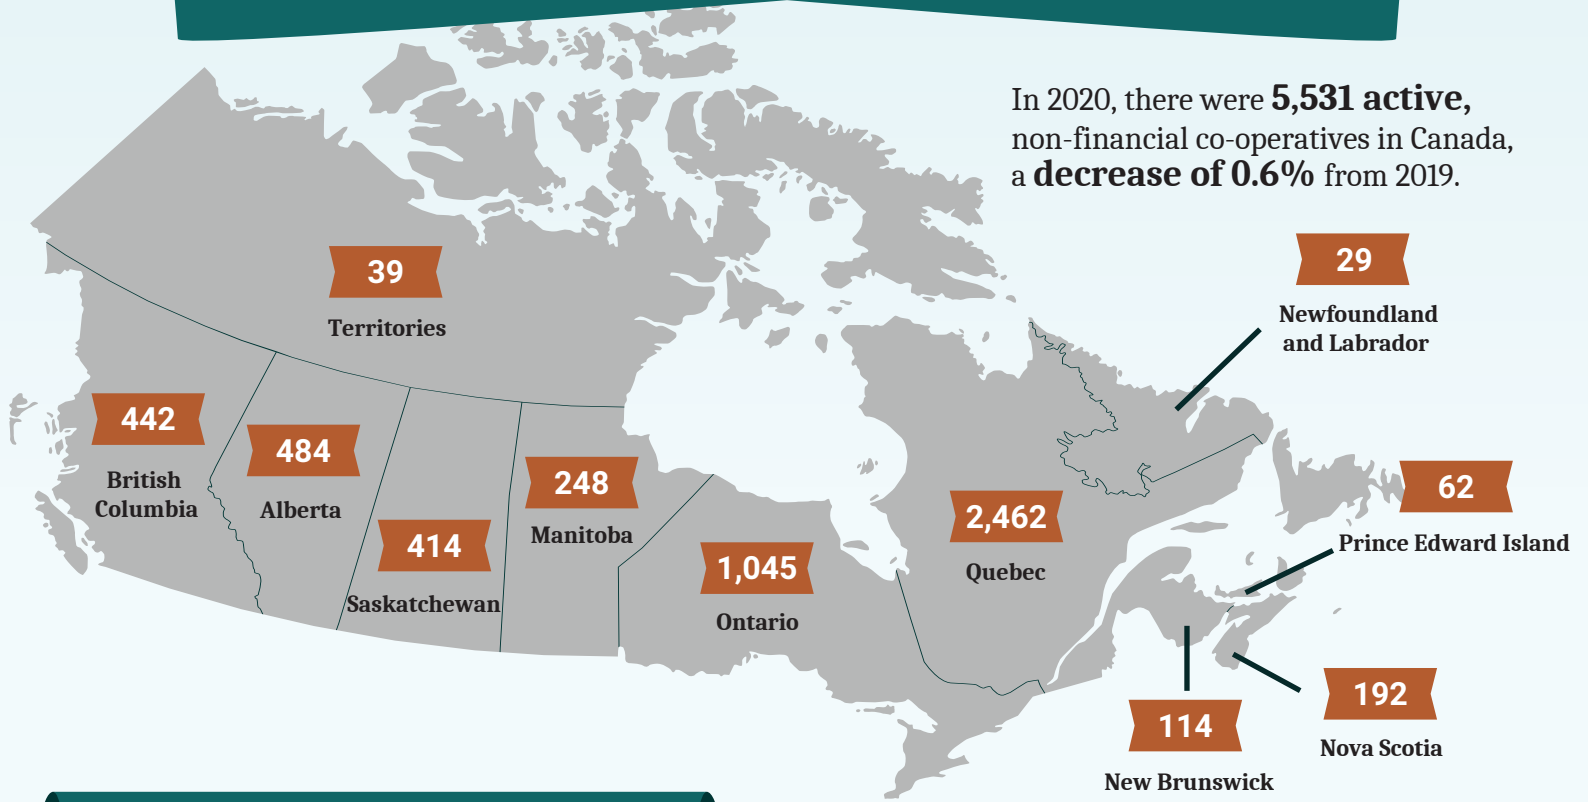 In 2020, there were 5,531 active,
non-financial co-operatives in Canada,
a decrease of 0.6% from 2019.
39
Territories
29
Newfoundland
and Labrador
442
British
Columbia
484
Alberta
414
Saskatchewan
248
Manitoba
1,045
Ontario
2,462
Quebec
62
Prince Edward Island
192
Nova Scotia
114
New Brunswick